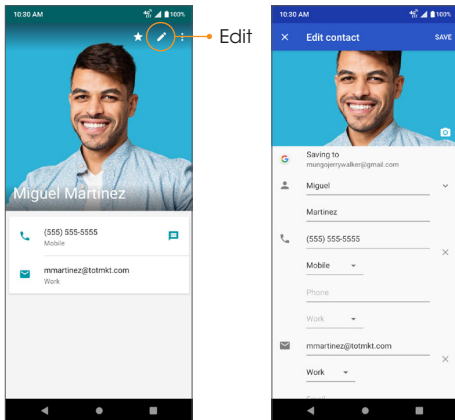 10:30 AM
100%
Edit
Miguel Martinez
(555) 555-5555
Mobile
mmartinez@totmkt.com
Work
10:30 AM
100%
Edit contact
SAVE
Saving to
mungojerrywalker@gmail.com
Miguel
Martinez
(555) 555-5555
Mobile
Phone
Work
mmartinez@totmkt.com
Work
Email